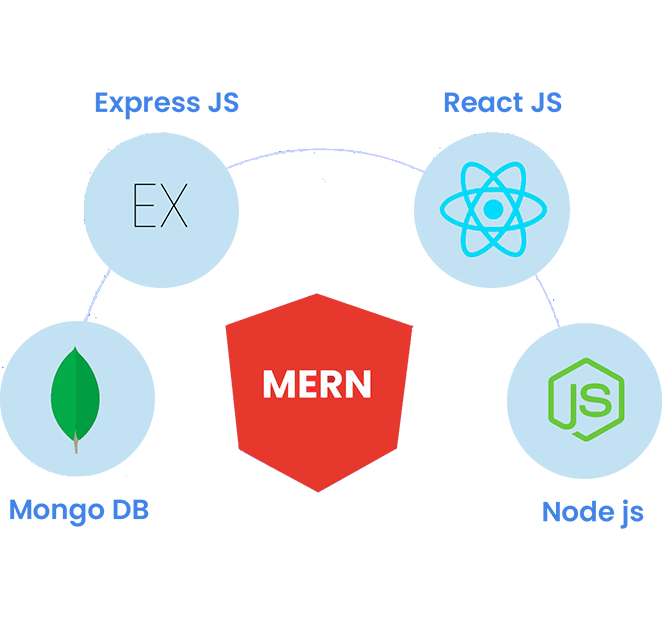 Express JS
React JS
EX
MERN
JS
Mongo DB
Node js